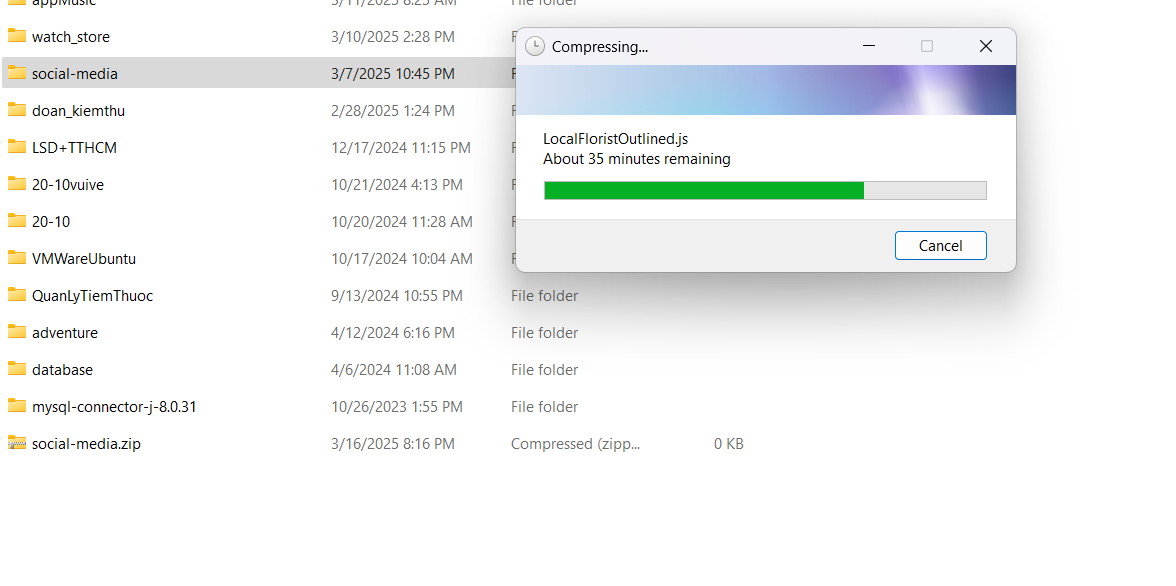 appMusic 3/11/2025 8:25 AM File folder
watch_store 3/10/2025 2:28 PM F
social-media 3/7/2025 10:45 PM F
doan_kiemthu 2/28/2025 1:24 PM F
LSD+TTHCM 12/17/2024 11:15 PM F
20-10vuive 10/21/2024 4:13 PM F
20-10 10/20/2024 11:28 AM F
VMWareUbuntu 10/17/2024 10:04 AM F
QuanLyTiemThuoc 9/13/2024 10:55 PM File folder
adventure 4/12/2024 6:16 PM File folder
database 4/6/2024 11:08 AM File folder
mysql-connector-j-8.0.31 10/26/2023 1:55 PM File folder
social-media.zip 3/16/2025 8:16 PM Compressed (zipp... 0 KB
Compressing...
LocalFloristOutlined.js
About 35 minutes remaining
Cancel